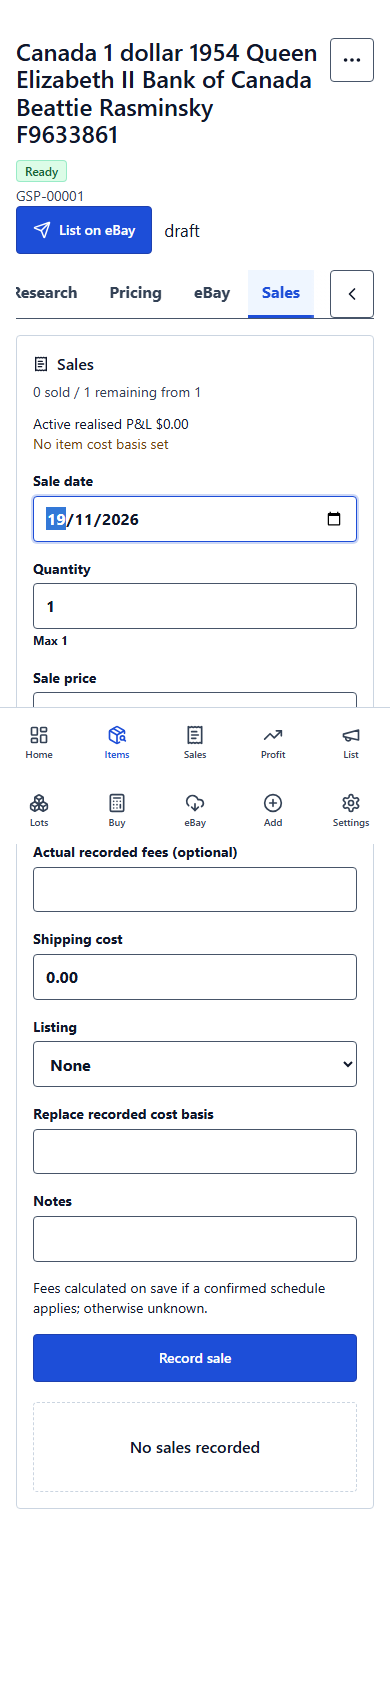 Canada 1 dollar 1954 Queen
Elizabeth II Bank of Canada
Beattie Rasminsky
F9633861
Ready
GSP-00001
List on eBay
draft
Research
Pricing
eBay
Sales
Sales
0 sold / 1 remaining from 1
Active realised P&L $0.00
No item cost basis set
Sale date
19/11/2026
Quantity
1
Max 1
Sale price
Home
Items
Sales
Profit
List
Lots
Buy
eBay
Add
Settings
Actual recorded fees (optional)
Shipping cost
0.00
Listing
None
Replace recorded cost basis
Notes
Fees calculated on save if a confirmed schedule
applies; otherwise unknown.
Record sale
No sales recorded